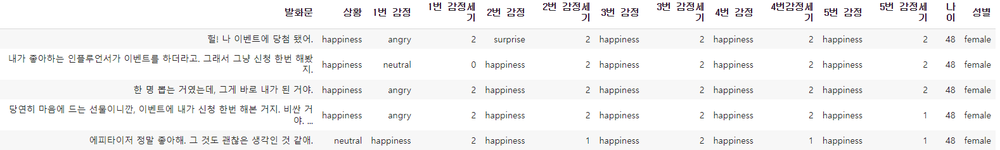 발화문 상황 1번 감정 1번 감정세기 2번 감정 2번 감정세기 3번 감정 3번 감정세기 4번 감정 4번감정세기 5번 감정 5번 감정세기 나이 성별
헐! 나 이벤트에 당첨 됐어. happiness angry 2 surprise 2 happiness 2 happiness 2 happiness 2 48 female
내가 좋아하는 인플루언서가 이벤트를 하더라고. 그래서 그냥 신청 한번 해봤지. happiness neutral 0 happiness 2 happiness 2 happiness 2 happiness 2 48 female
한 명 뽑는 거였는데, 그게 바로 내가 된 거야. happiness angry 2 happiness 2 happiness 2 happiness 2 happiness 2 48 female
당연히 마음에 드는 선물이니깐, 이벤트에 내가 신청 한번 해본 거지. 비싼 거야. ... happiness angry 2 happiness 2 happiness 2 happiness 2 happiness 1 48 female
에피타이저 정말 좋아해. 그 것도 괜찮은 생각인 것 같애. neutral happiness 2 happiness 1 happiness 2 happiness 1 happiness 1 48 female